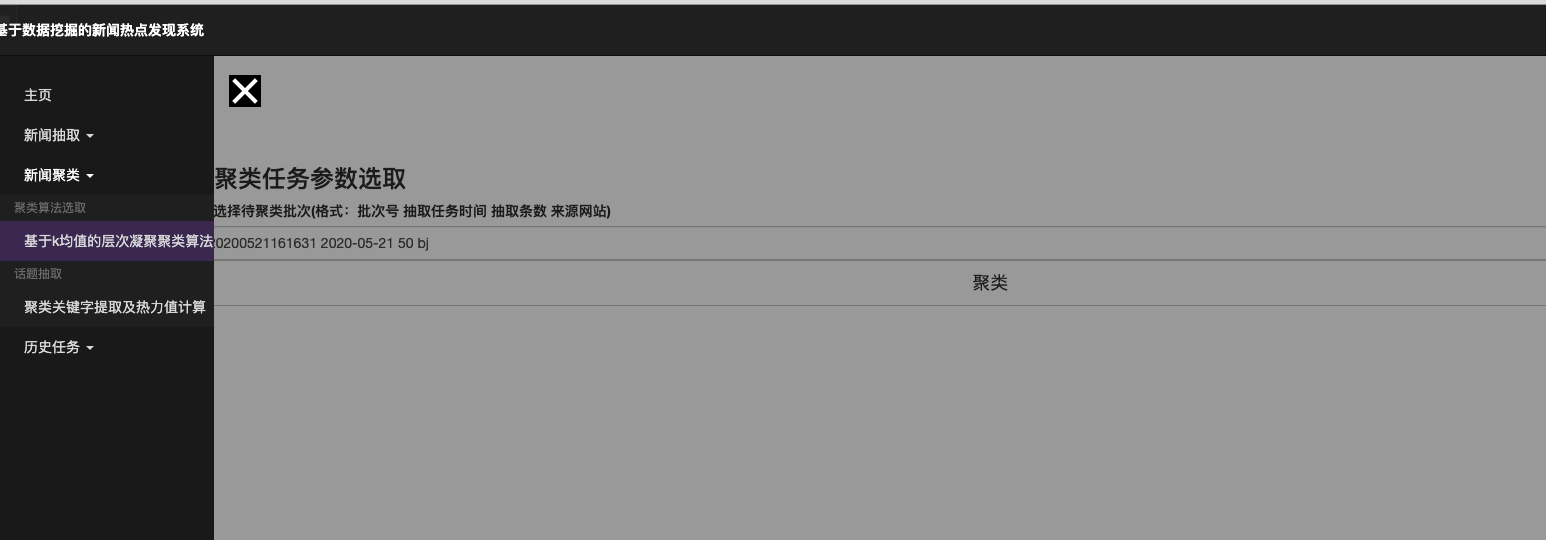 基于数据挖掘的新闻热点发现系统
主页
新闻抽取
新闻聚类
聚类算法选取
基于k均值的层次凝聚聚类算法
话题抽取
聚类关键字提取及热力值计算
历史任务
聚类任务参数选取
选择待聚类批次(格式：批次号 抽取任务时间 抽取条数 来源网站)
0200521161631 2020-05-21 50 bj
聚类